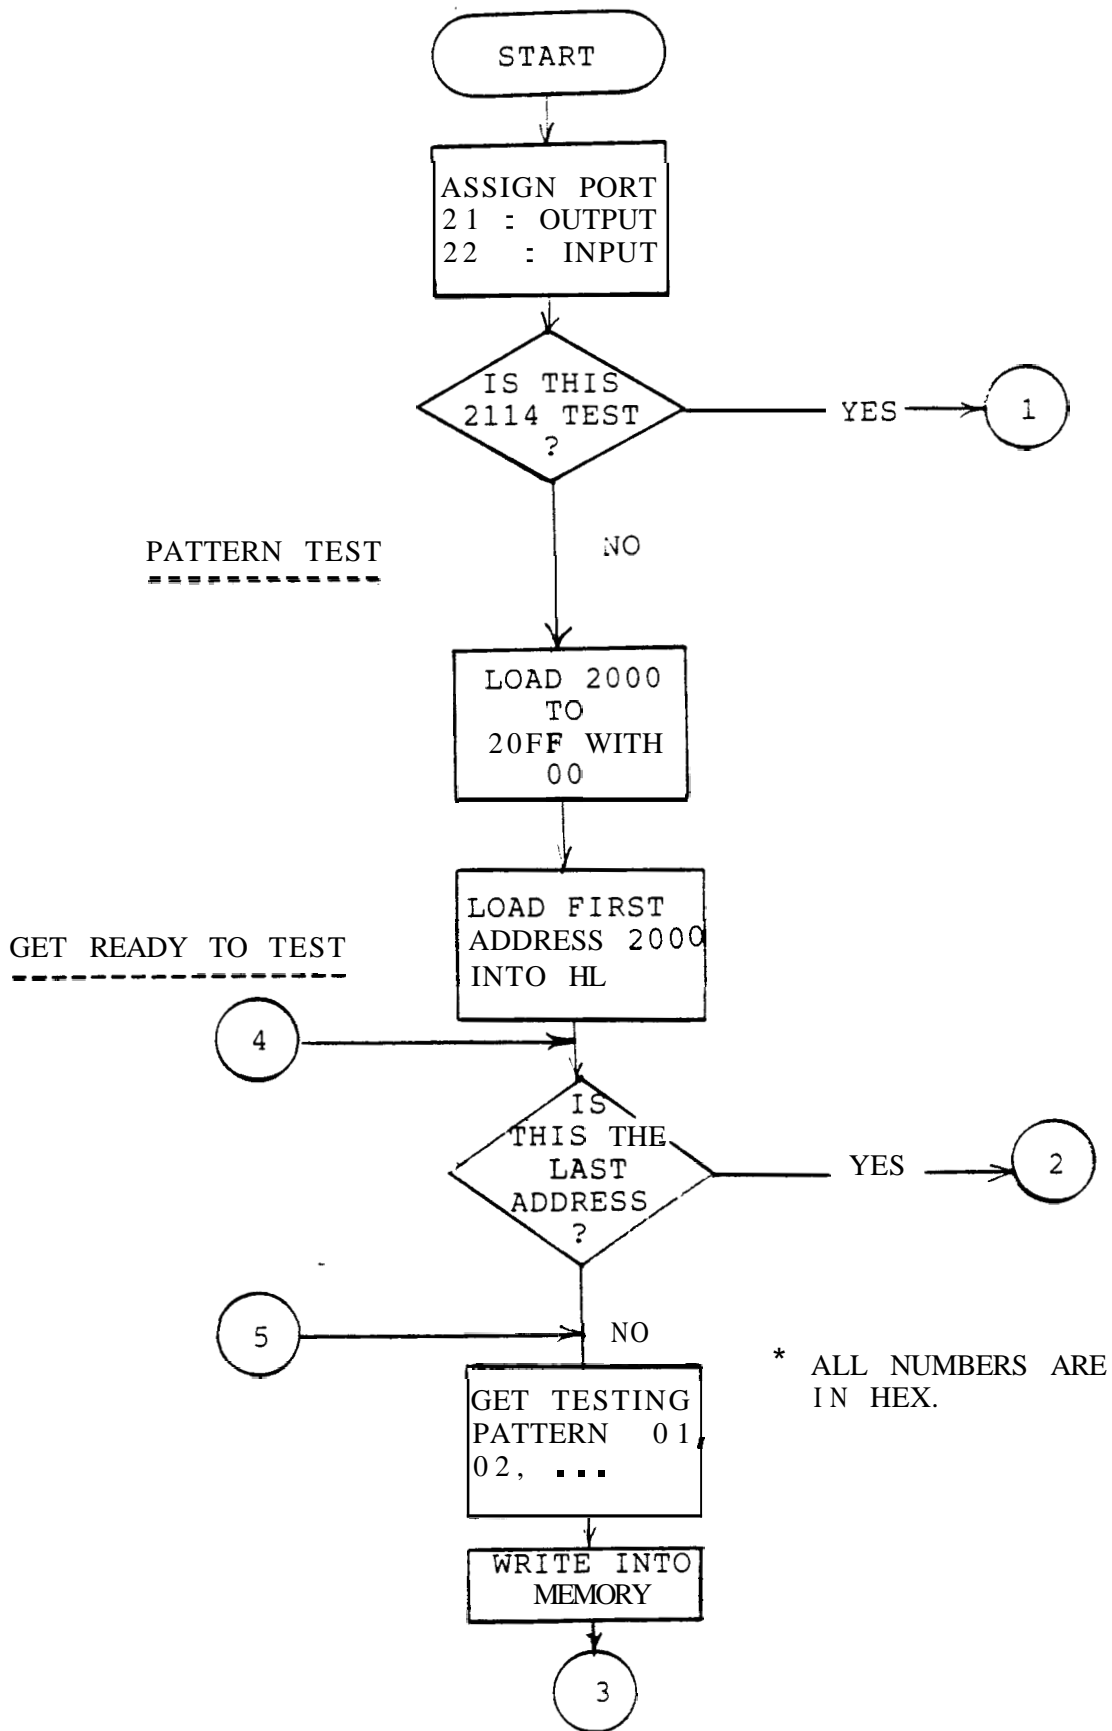 START
ASSIGN PORT
21 : OUTPUT
22 : INPUT
IS THIS
2114 TEST
?
YES
1
NO
PATTERN TEST
LOAD 2000
TO
20FF WITH
00
LOAD FIRST
ADDRESS 2000
INTO HL
GET READY TO TEST
4
IS
THIS THE
LAST
ADDRESS
?
YES
2
5
NO
* ALL NUMBERS ARE
IN HEX.
GET TESTING
PATTERN 01,
02, ...
WRITE INTO
MEMORY
3